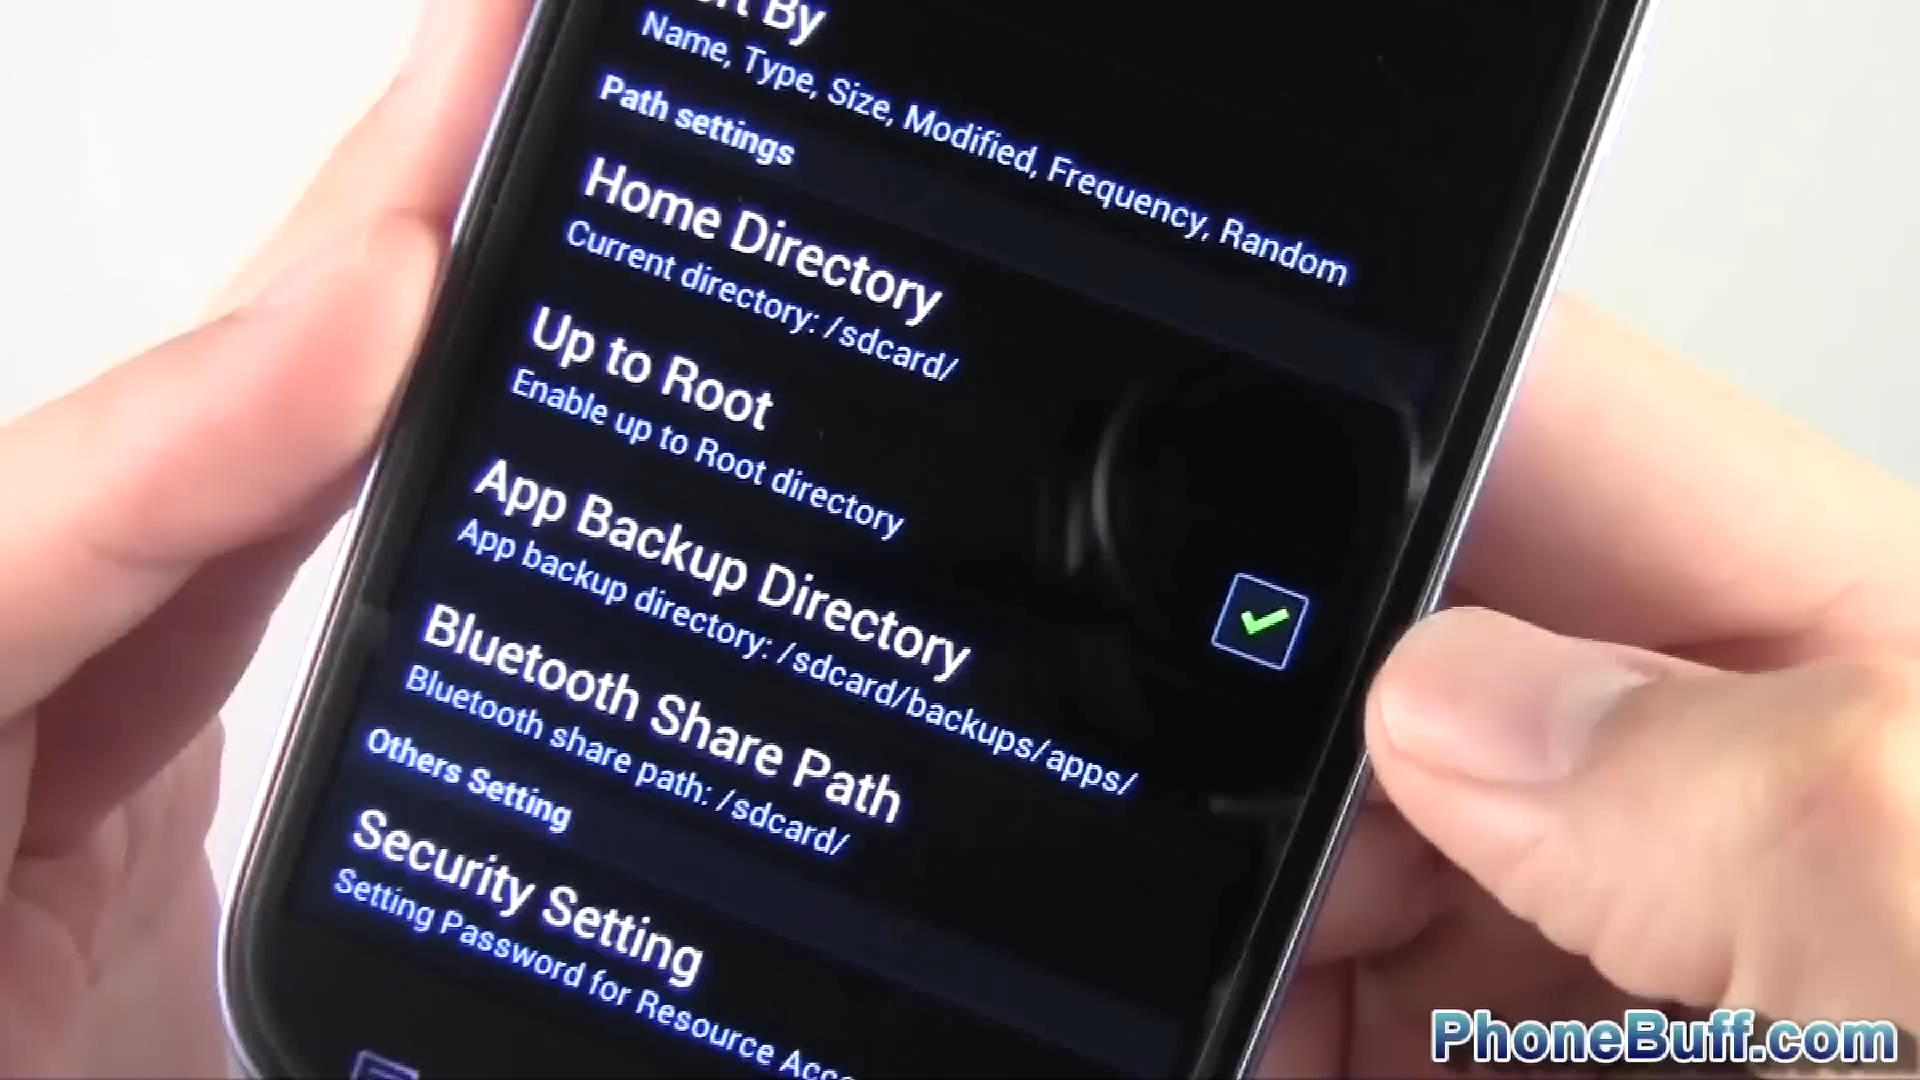 By
Name, Type, Size, Modified, Frequency, Random
Path settings
Home Directory
Current directory: /sdcard/
Up to Root
Enable up to Root directory
App Backup Directory
App backup directory: /sdcard/backups/apps/
Bluetooth Share Path
Bluetooth share path: /sdcard/
Others Setting
Security Setting
Setting Password for Resource
PhoneBuff.com